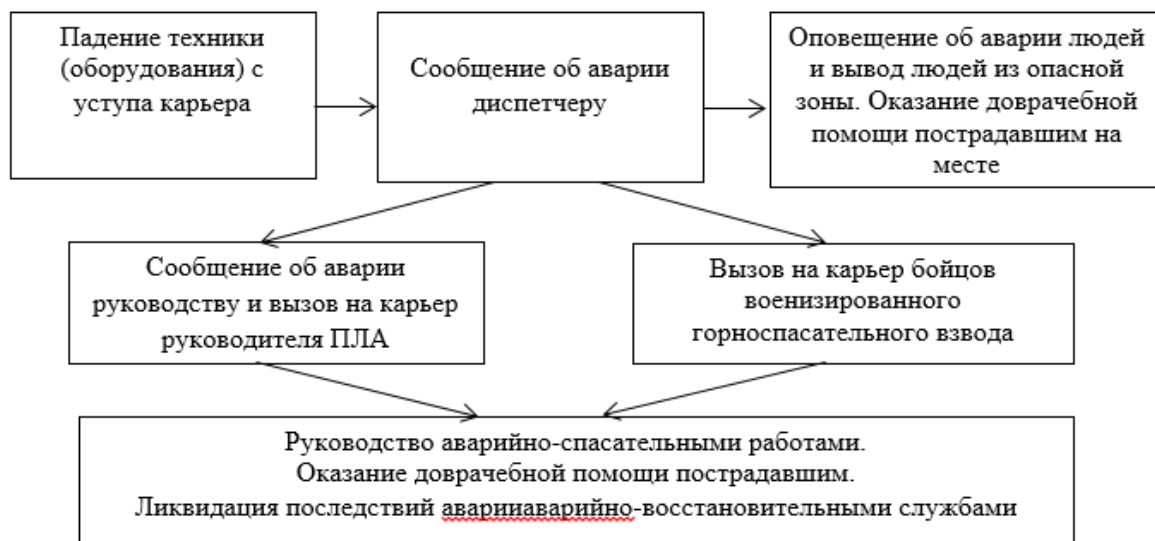 Падение техники
(оборудования) с
уступа карьера
Сообщение об аварии
диспетчеру
Оповещение об аварии людей
и вывод людей из опасной
зоны. Оказание доврачебной
помощи пострадавшим на
месте
Сообщение об аварии
руководству и вызов на карьер
руководителя ПЛА
Вызов на карьер бойцов
военизированного
горноспасательного взвода
Руководство аварийно-спасательными работами.
Оказание доврачебной помощи пострадавшим.
Ликвидация последствий аварииаварийно-восстановительными службами